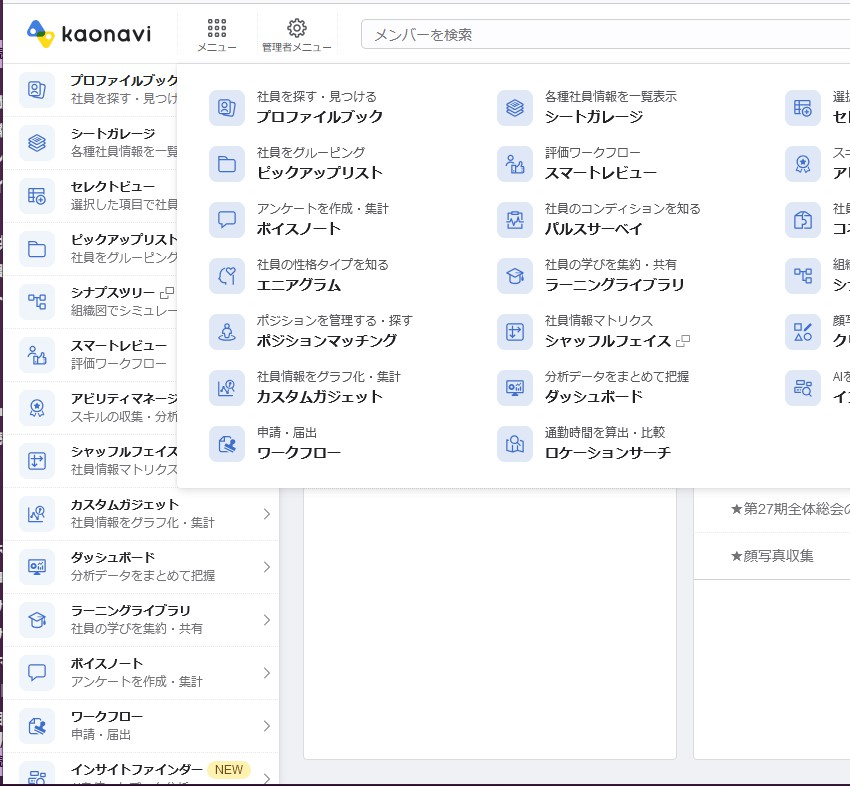 kaonavi
メニュー
管理者メニュー
メンバーを検索
プロファイルブック
社員を探す・見つけ
シートガレージ
各種社員情報を一覧
セレクトビュー
選択した項目で社員
ピックアップリスト
社員をグルーピング
シナプスツリー
組織図でシミュレー
スマートレビュー
評価ワークフロー
アビリティマネージ
スキルの収集・分析
シャッフルフェイス
社員情報マトリクス
カスタムガジェット
社員情報をグラフ化・集計
ダッシュボード
分析データをまとめて把握
ラーニングライブラリ
社員の学びを集約・共有
ボイスノート
アンケートを作成・集計
ワークフロー
申請・届出
インサイトファインダー NEW
社員を探す・見つける
プロファイルブック
社員をグルーピング
ピックアップリスト
アンケートを作成・集計
ボイスノート
社員の性格タイプを知る
エニアグラム
ポジションを管理する・探す
ポジションマッチング
社員情報をグラフ化・集計
カスタムガジェット
申請・届出
ワークフロー
各種社員情報を一覧表示
シートガレージ
評価ワークフロー
スマートレビュー
社員のコンディションを知る
パルスサーベイ
社員の学びを集約・共有
ラーニングライブラリ
社員情報マトリクス
シャッフルフェイス
分析データをまとめて把握
ダッシュボード
通勤時間を算出・比較
ロケーションサーチ
選
セ
スキ
ア
社
コ
組
シ
顔
ク
AI
イ
★第27期全体総会
★顔写真収集